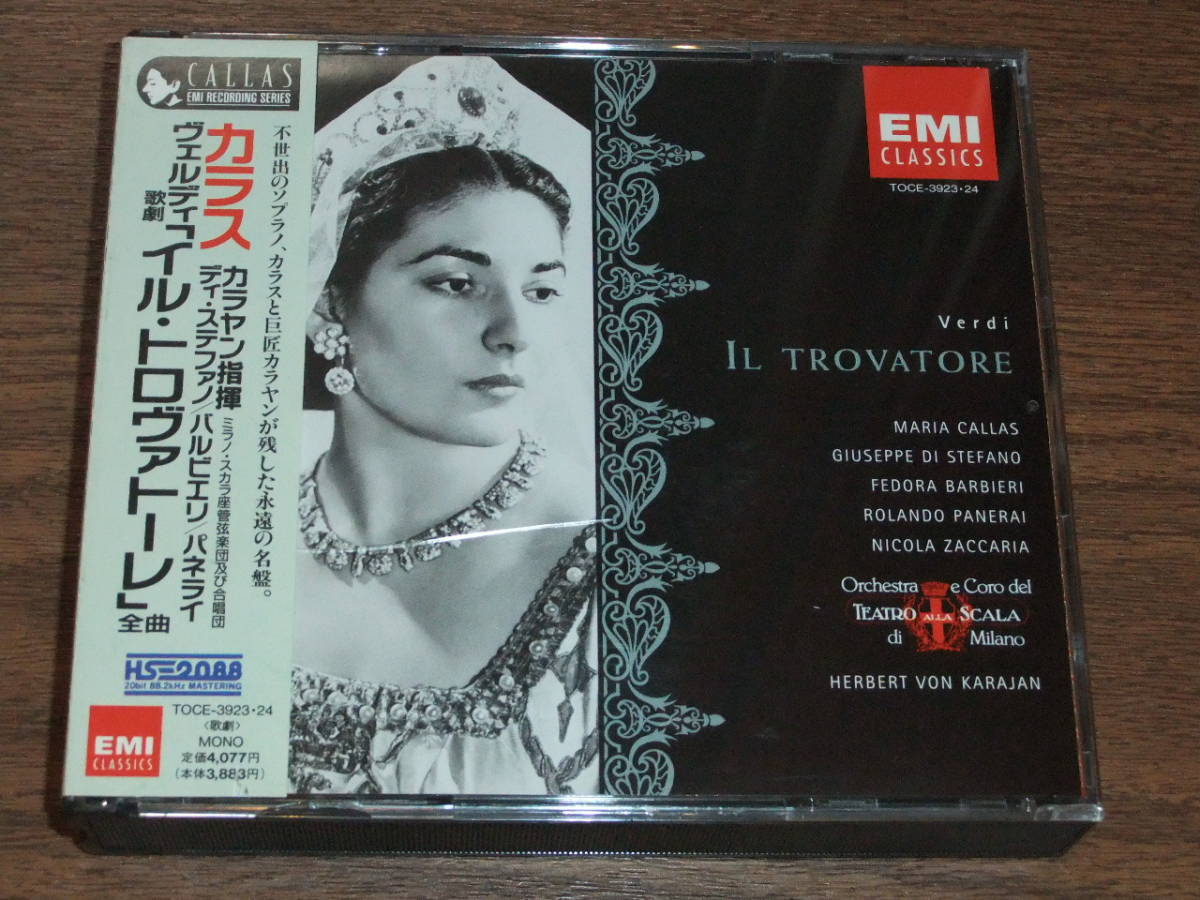 CALLAS
EMI RECORDING SERIES
不世出のソプラノ、カラスと巨匠カラヤンが残した永遠の名盤。
カラス
カラヤン指揮
ミラノ・スカラ座管弦楽団及び合唱団
ディ・ステファノ/バルビエリ/パネライ
ヴェルディ
歌劇
「イル・トロヴァトーレ」
全曲
HS-2088
20bit 88.2kHz MASTERING
EMI
CLASSICS
TOCE-3923・24
〈歌劇〉
MONO
定価4,077円
(本体3,883円)
EMI
CLASSICS
TOCE-3923・24
Verdi
IL TROVATORE
MARIA CALLAS
GIUSEPPE DI STEFANO
FEDORA BARBIERI
ROLANDO PANERAI
NICOLA ZACCARIA
Orchestra e Coro del
TEATRO ALLA SCALA
di Milano
HERBERT VON KARAJAN